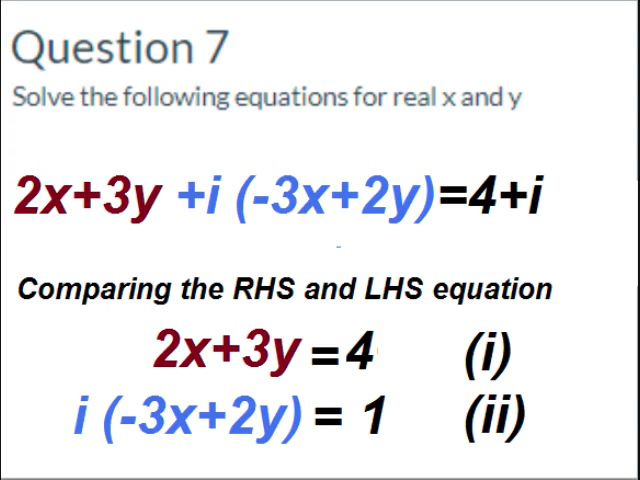 Question 7
Solve the following equations for real x and y
2x+3y +i (-3x+2y)=4+i
Comparing the RHS and LHS equation
2x+3y = 4 (i)
i (-3x+2y) = 1 (ii)